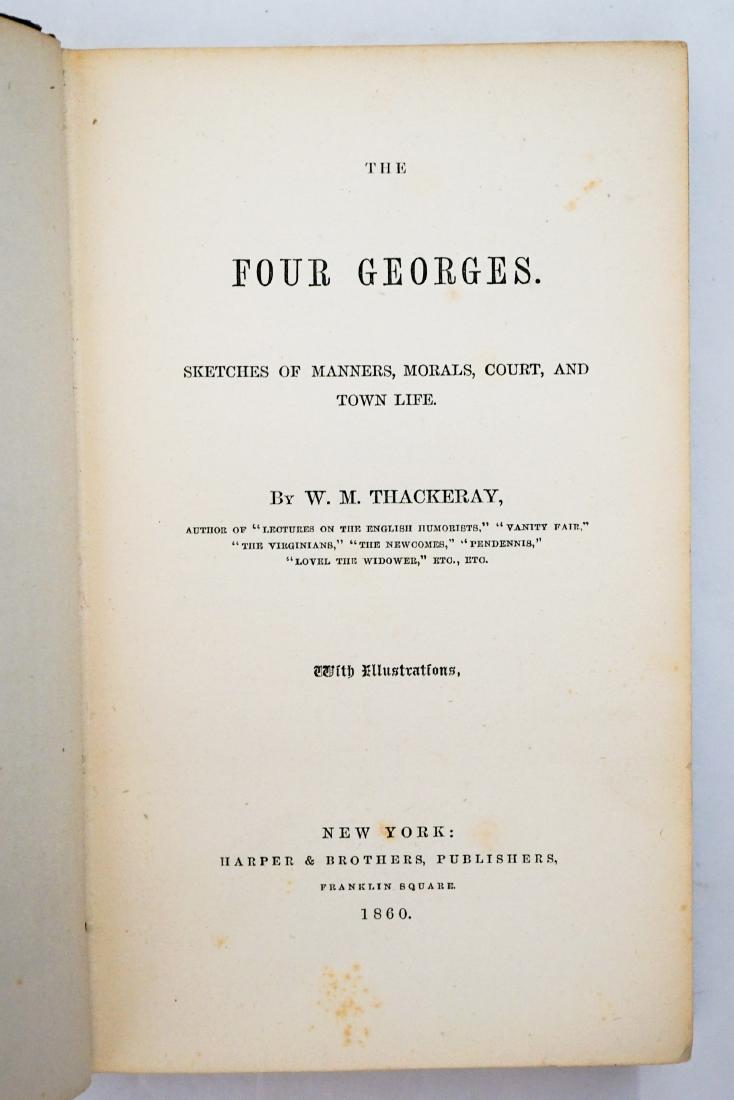 THE
FOUR GEORGES.
SKETCHES OF MANNERS, MORALS, COURT, AND
TOWN LIFE.
BY W. M. THACKERAY,
AUTHOR OF "LECTURES ON THE ENGLISH HUMORISTS," "VANITY FAIR,"
"THE VIRGINIANS," "THE NEWCOMES," "PENDENNIS,"
"LOVEL THE WIDOWER," ETC., ETC.
With Illustrations,
NEW YORK:
HARPER & BROTHERS, PUBLISHERS,
FRANKLIN SQUARE.
1860.